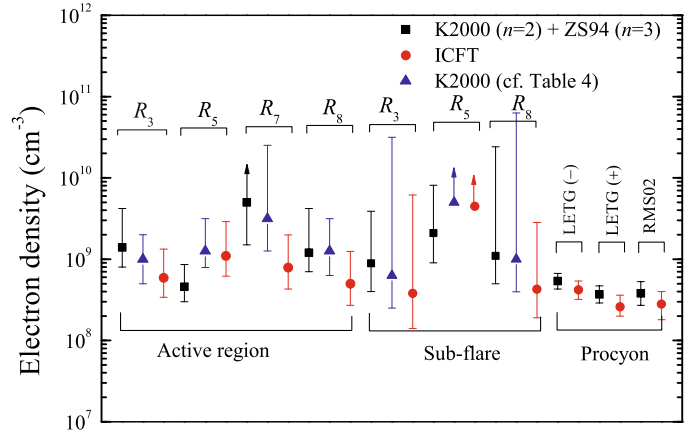 K2000 (n=2) + ZS94 (n=3)
ICFT
K2000 (cf. Table 4)
Electron density (cm⁻³)
10¹²
10¹¹
10¹⁰
10⁹
10⁸
10⁷
R₃
R₅
R₇
R₈
R₃
R₅
R₈
LETG (−)
LETG (+)
RMS02
Active region
Sub-flare
Procyon